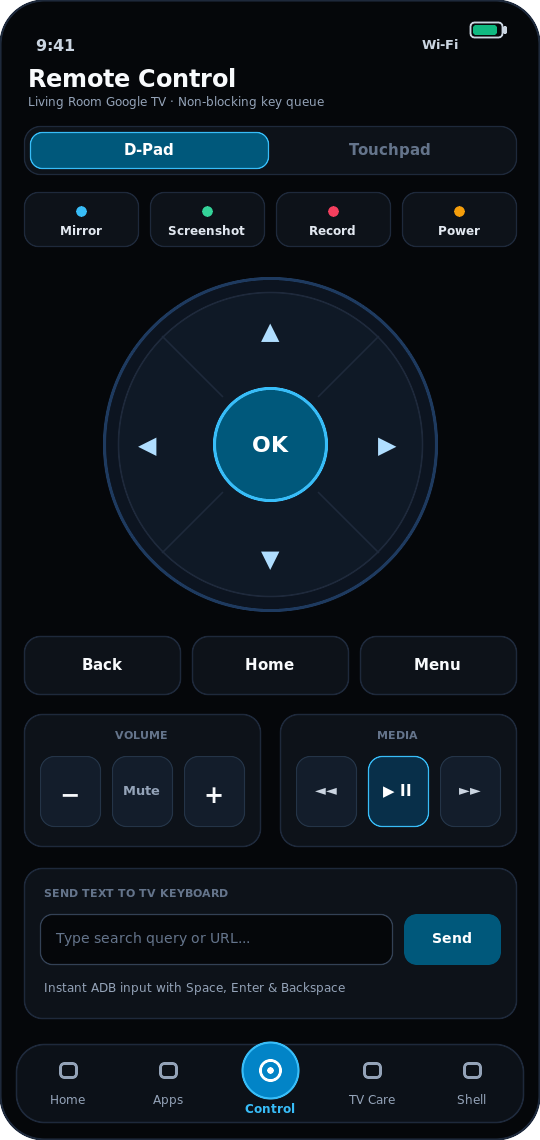 9:41
Wi-Fi
Remote Control
Living Room Google TV · Non-blocking key queue
D-Pad
Touchpad
Mirror
Screenshot
Record
Power
▲
◀
OK
▶
▼
Back
Home
Menu
VOLUME
MEDIA
−
Mute
+
◄◄
▶ II
►►
SEND TEXT TO TV KEYBOARD
Type search query or URL...
Send
Instant ADB input with Space, Enter & Backspace
Home
Apps
Control
TV Care
Shell